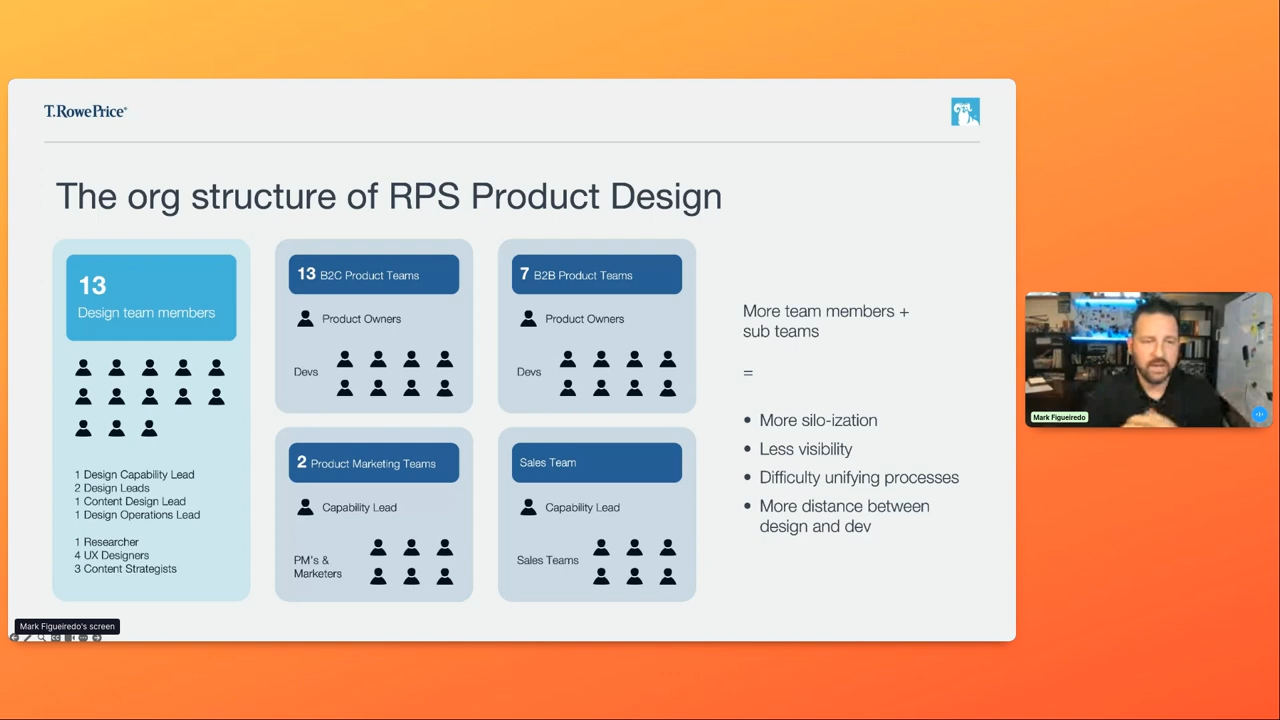 T.RowePrice®
The org structure of RPS Product Design
13
Design team members
1 Design Capability Lead
2 Design Leads
1 Content Design Lead
1 Design Operations Lead
1 Researcher
4 UX Designers
3 Content Strategists
13 B2C Product Teams
Product Owners
Devs
7 B2B Product Teams
Product Owners
Devs
2 Product Marketing Teams
Capability Lead
PM's &
Marketers
Sales Team
Capability Lead
Sales Teams
More team members +
sub teams
=
• More silo-ization
• Less visibility
• Difficulty unifying processes
• More distance between
design and dev
Mark Figueiredo
Mark Figueiredo's screen